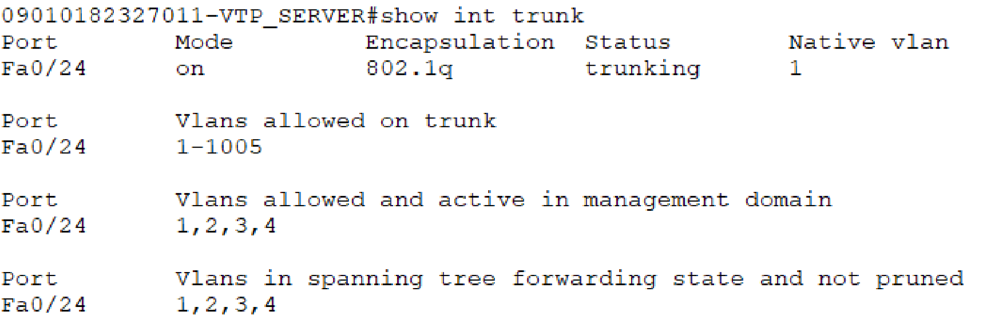 09010182327011-VTP_SERVER#show int trunk
Port Mode Encapsulation Status Native vlan
Fa0/24 on 802.1q trunking 1
Port Vlans allowed on trunk
Fa0/24 1-1005
Port Vlans allowed and active in management domain
Fa0/24 1,2,3,4
Port Vlans in spanning tree forwarding state and not pruned
Fa0/24 1,2,3,4